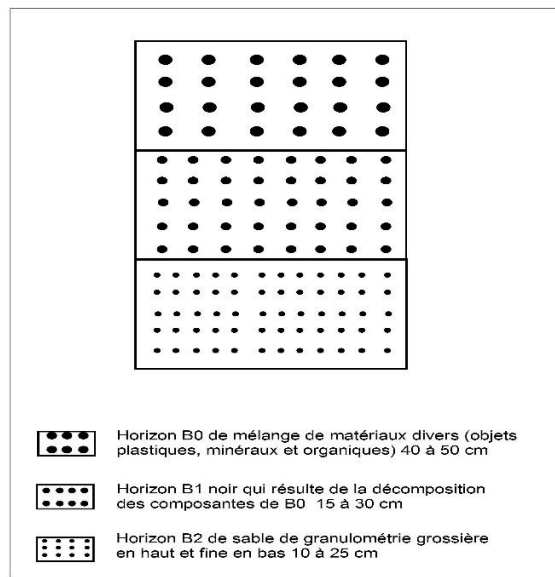 Horizon B0 de mélange de matériaux divers (objets
plastiques, minéraux et organiques) 40 à 50 cm
Horizon B1 noir qui résulte de la décomposition
des composantes de B0 15 à 30 cm
Horizon B2 de sable de granulométrie grossière
en haut et fine en bas 10 à 25 cm